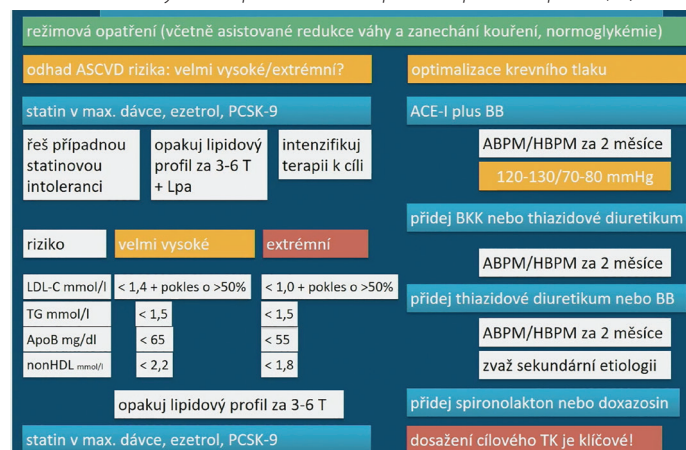 režimová opatření (včetně asistované redukce váhy a zanechání kouření, normoglykémie)
odhad ASCVD rizika: velmi vysoké/extrémní?
statin v max. dávce, ezetrol, PCSK-9
řeš případnou
statinovou
intoleranci
opakuj lipidový
profil za 3-6 T
+ Lpa
intenzifikuj
terapii k cíli
riziko velmi vysoké extrémní
LDL-C mmol/l < 1,4 + pokles o >50% < 1,0 + pokles o >50%
TG mmol/l < 1,5 < 1,5
ApoB mg/dl < 65 < 55
nonHDL mmol/l < 2,2 < 1,8
opakuj lipidový profil za 3-6 T
statin v max. dávce, ezetrol, PCSK-9
optimalizace krevního tlaku
ACE-I plus BB
ABPM/HBPM za 2 měsíce
120-130/70-80 mmHg
přidej BKK nebo thiazidové diuretikum
ABPM/HBPM za 2 měsíce
přidej thiazidové diuretikum nebo BB
ABPM/HBPM za 2 měsíce
zvaž sekundární etiologii
přidej spironolakton nebo doxazosin
dosažení cílového TK je klíčové!